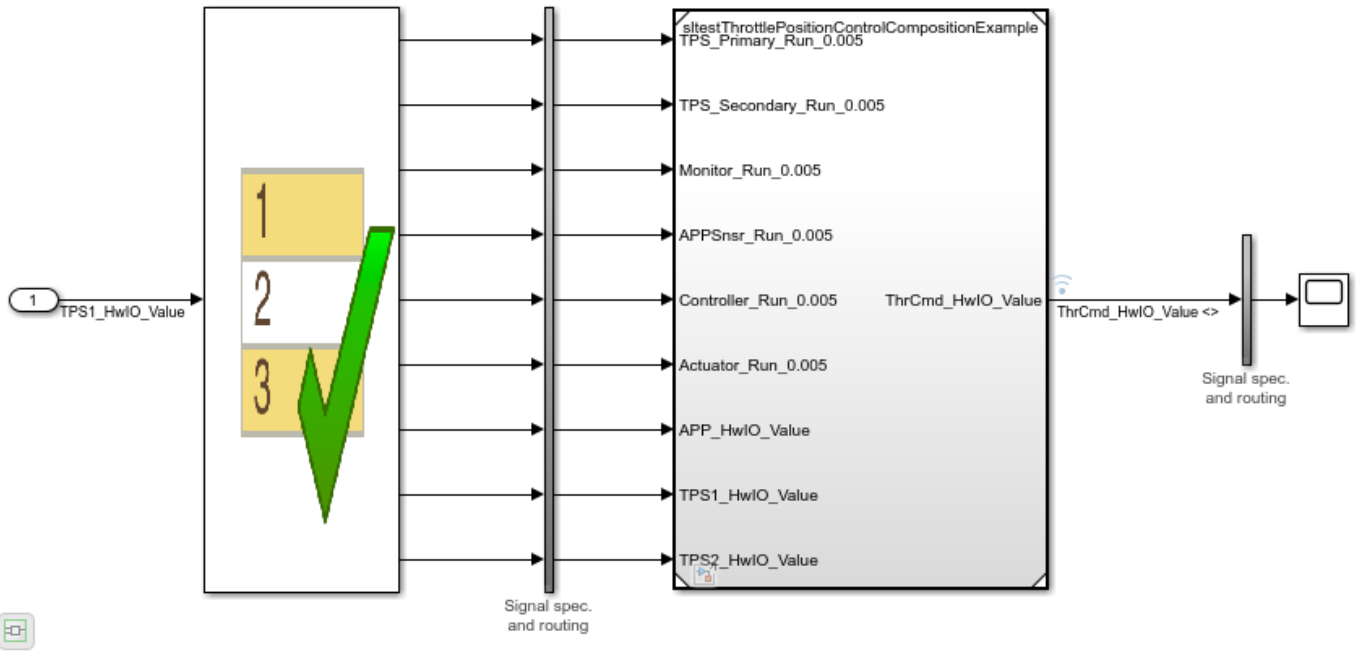 1
TPS1_HwIO_Value
1
2
3
Signal spec.
and routing
sltestThrottlePositionControlCompositionExample
TPS_Primary_Run_0.005
TPS_Secondary_Run_0.005
Monitor_Run_0.005
APPSnsr_Run_0.005
Controller_Run_0.005
ThrCmd_HwIO_Value
Actuator_Run_0.005
APP_HwIO_Value
TPS1_HwIO_Value
TPS2_HwIO_Value
ThrCmd_HwIO_Value <>
Signal spec.
and routing